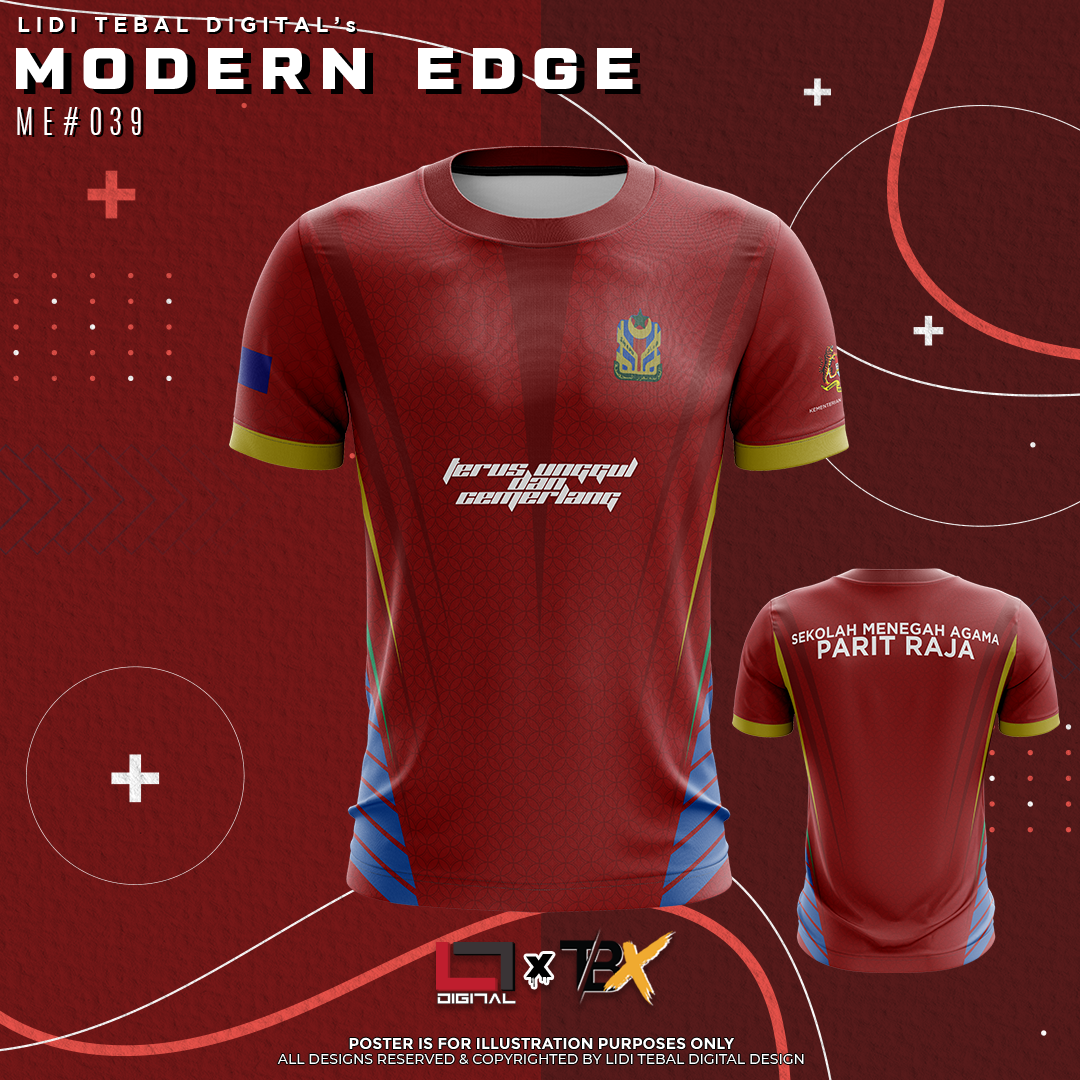 LIDI TEBAL DIGITAL's
MODERN EDGE
ME#039
terus unggul
dan
cemerlang
SEKOLAH MENEGAH AGAMA
PARIT RAJA
DIGITAL
x
TBX
POSTER IS FOR ILLUSTRATION PURPOSES ONLY
ALL DESIGNS RESERVED & COPYRIGHTED BY LIDI TEBAL DIGITAL DESIGN